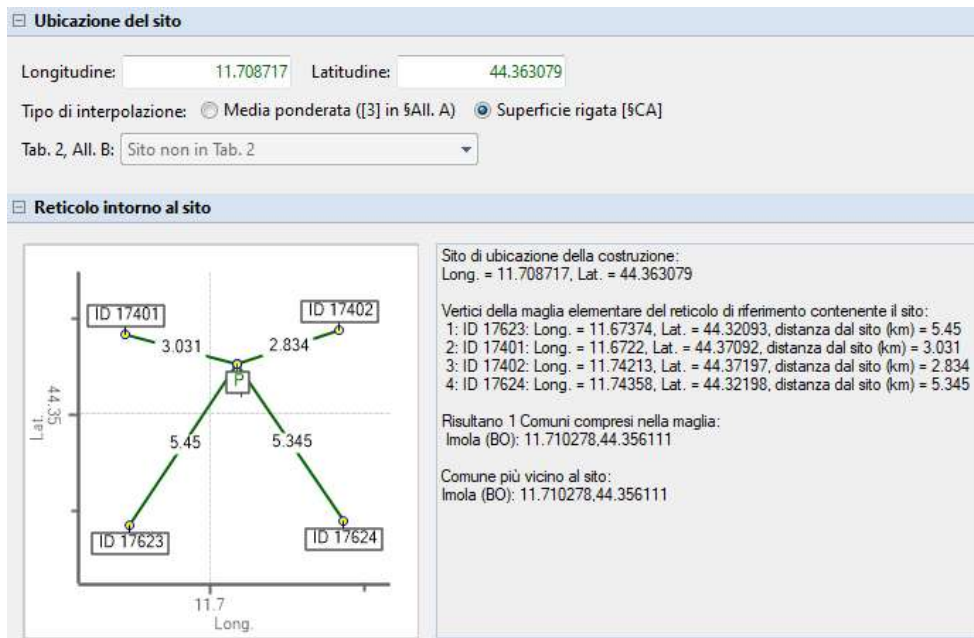 Ubicazione del sito
Longitudine: 11.708717 Latitudine: 44.363079
Tipo di interpolazione: Media ponderata ([3] in §All. A) Superficie rigata [§CA]
Tab. 2, All. B: Sito non in Tab. 2
Reticolo intorno al sito
ID 17401
ID 17402
3.031
2.834
P
44.35
Lat.
5.45
5.345
ID 17623
ID 17624
11.7
Long.
Sito di ubicazione della costruzione:
Long. = 11.708717, Lat. = 44.363079
Vertici della maglia elementare del reticolo di riferimento contenente il sito:
1: ID 17623: Long. = 11.67374, Lat. = 44.32093, distanza dal sito (km) = 5.45
2: ID 17401: Long. = 11.6722, Lat. = 44.37092, distanza dal sito (km) = 3.031
3: ID 17402: Long. = 11.74213, Lat. = 44.37197, distanza dal sito (km) = 2.834
4: ID 17624: Long. = 11.74358, Lat. = 44.32198, distanza dal sito (km) = 5.345
Risultano 1 Comuni compresi nella maglia:
Imola (BO): 11.710278,44.356111
Comune più vicino al sito:
Imola (BO): 11.710278,44.356111